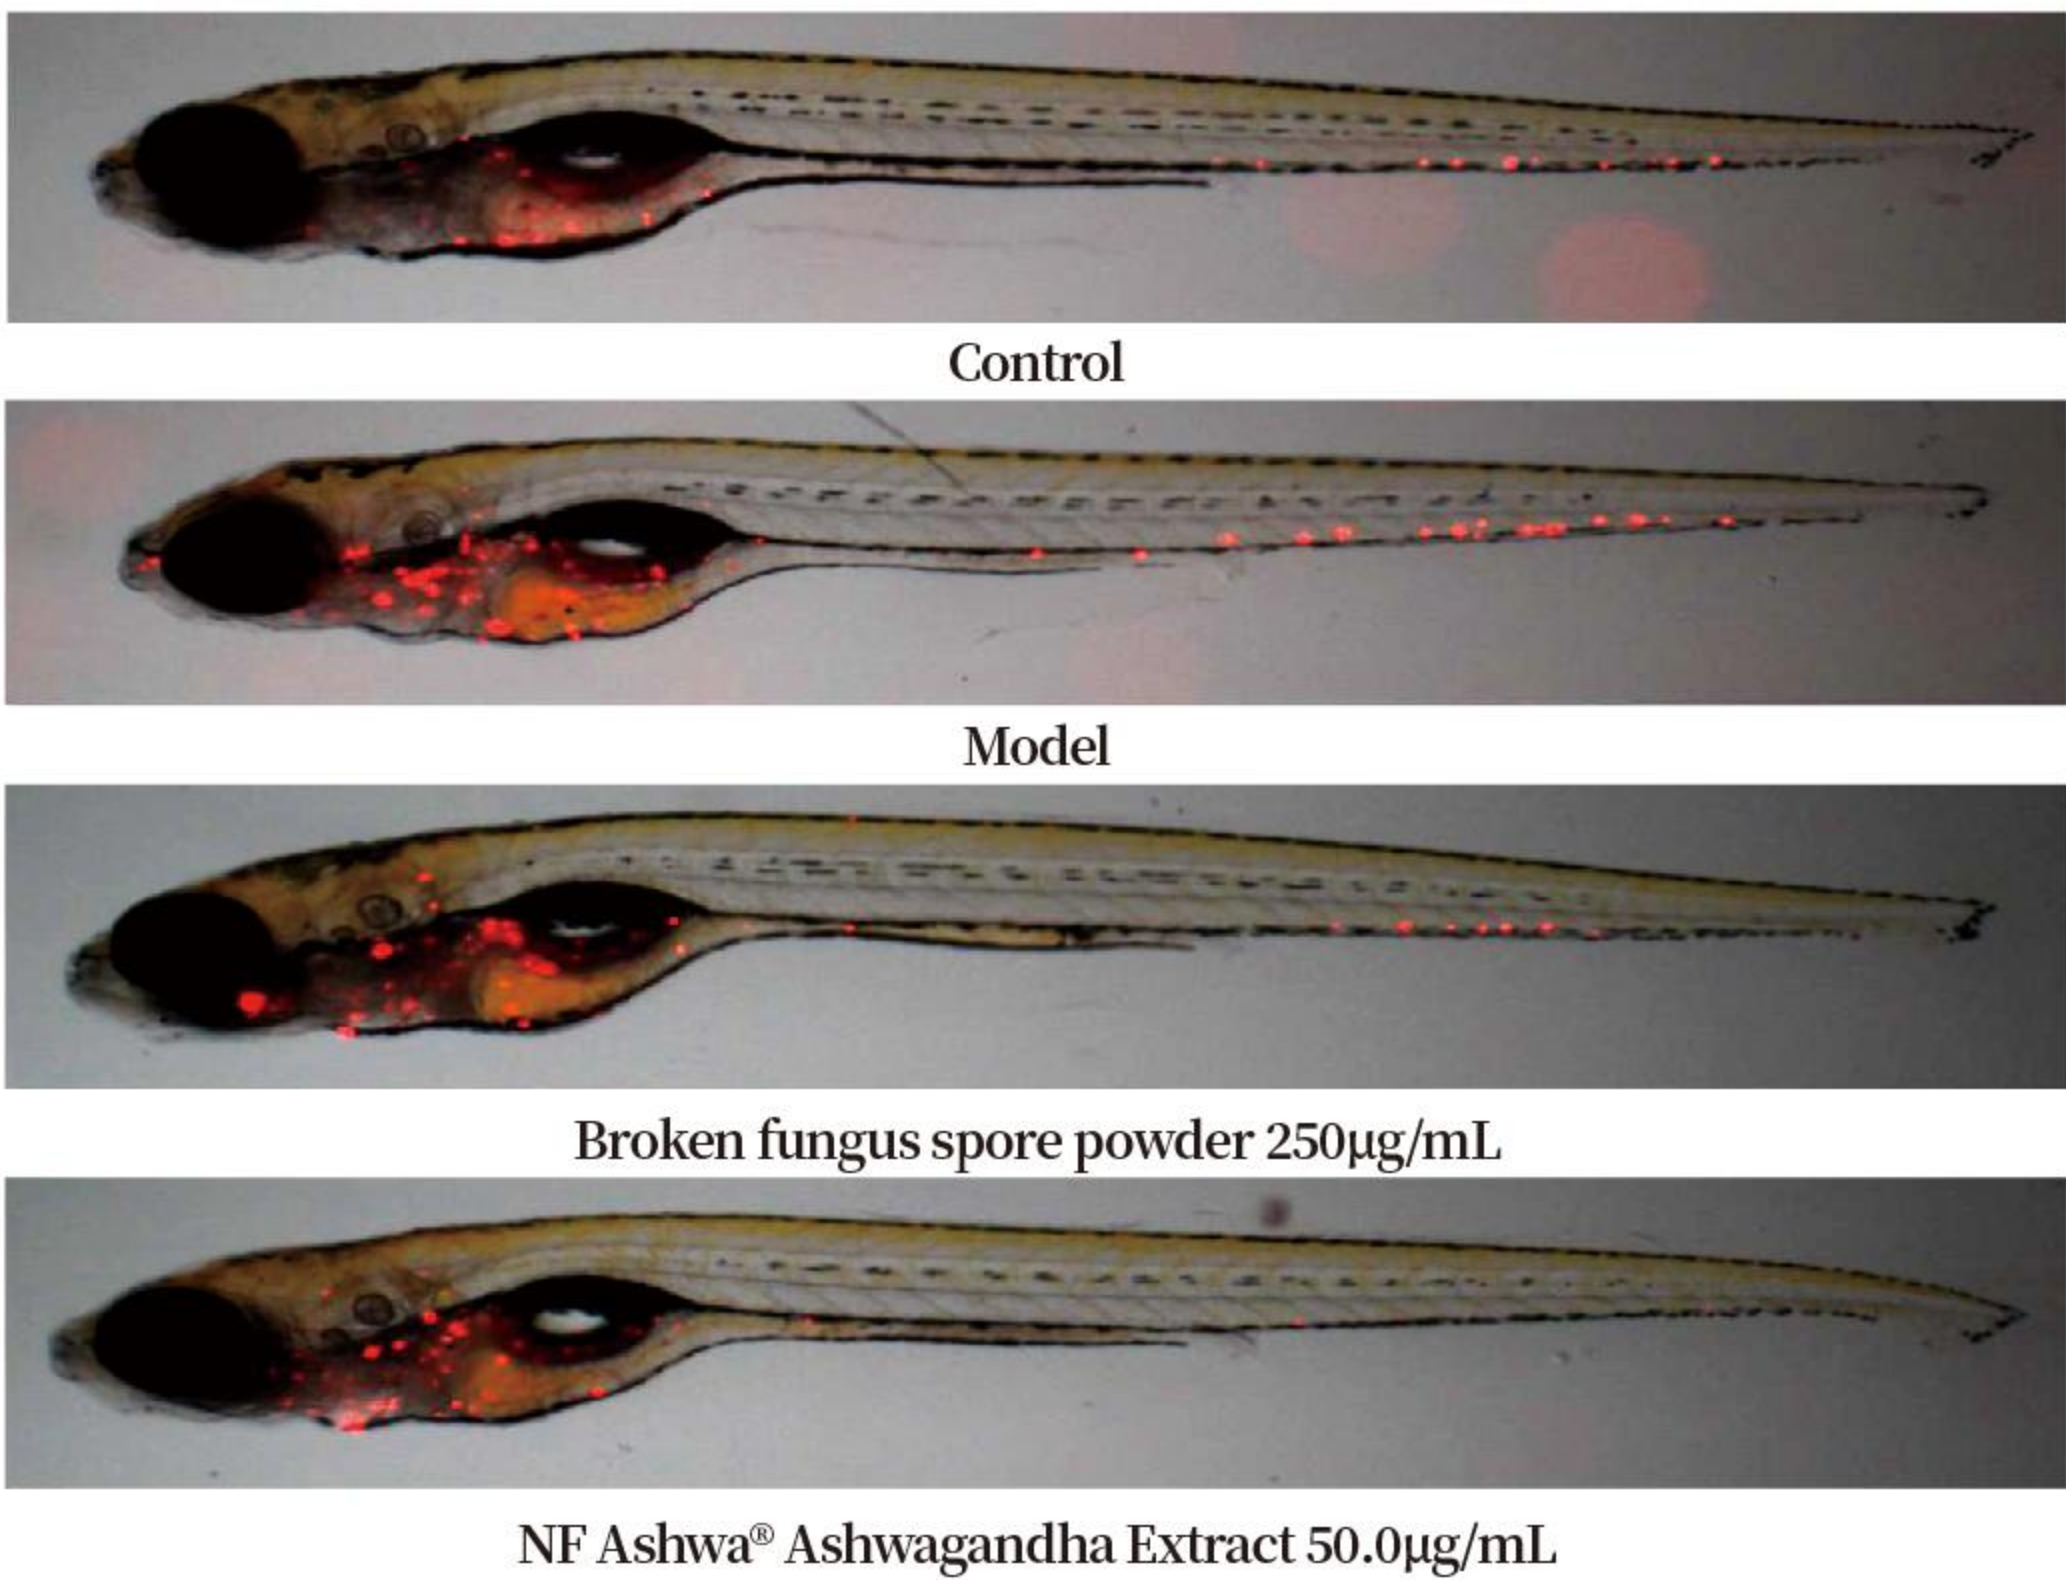 Control
Model
Broken fungus spore powder 250μg/mL
NF Ashwa® Ashwagandha Extract 50.0μg/mL